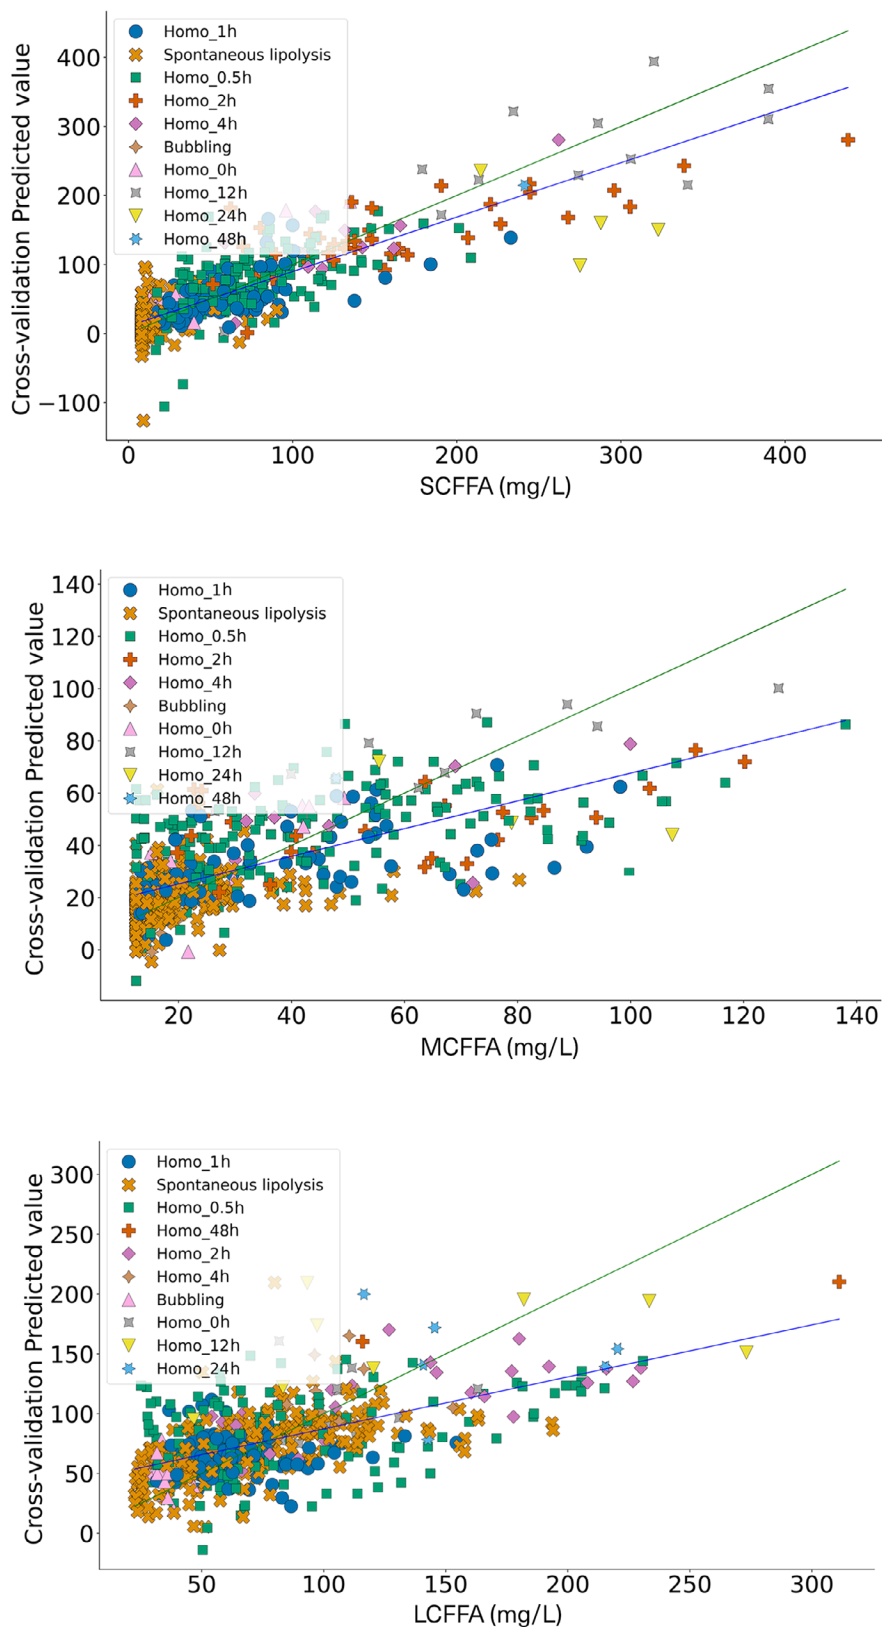 Cross-validation Predicted value
400
300
200
100
0
−100
Homo_1h
Spontaneous lipolysis
Homo_0.5h
Homo_2h
Homo_4h
Bubbling
Homo_0h
Homo_12h
Homo_24h
Homo_48h
0 100 200 300 400
SCFFA (mg/L)
Cross-validation Predicted value
140
120
100
80
60
40
20
0
Homo_1h
Spontaneous lipolysis
Homo_0.5h
Homo_2h
Homo_4h
Bubbling
Homo_0h
Homo_12h
Homo_24h
Homo_48h
20 40 60 80 100 120 140
MCFFA (mg/L)
Cross-validation Predicted value
300
250
200
150
100
50
0
Homo_1h
Spontaneous lipolysis
Homo_0.5h
Homo_48h
Homo_2h
Homo_4h
Bubbling
Homo_0h
Homo_12h
Homo_24h
50 100 150 200 250 300
LCFFA (mg/L)